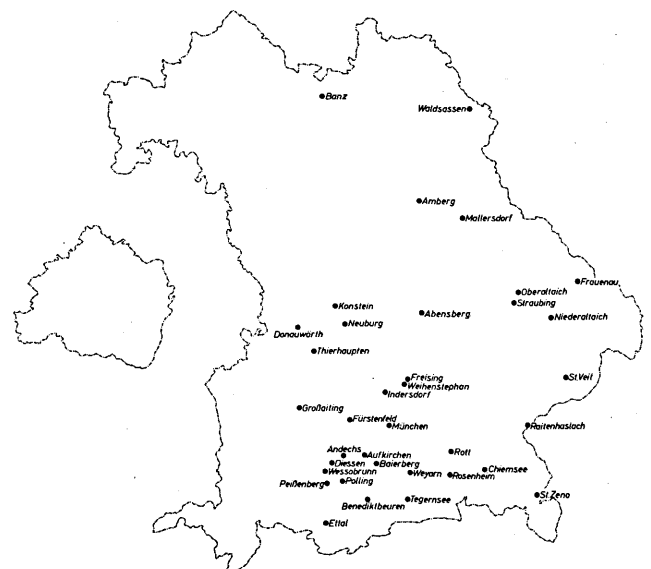 Banz
Waldsassen
Amberg
Mallersdorf
Frauenau
Oberaltaich
Straubing
Konstein
Abensberg
Niederaltaich
Neuburg
Donauwörth
Thierhaupten
Freising
St.Veit
Weihenstephan
Indersdorf
Großaiting
Fürstenfeld
München
Raitenhaslach
Andechs
Aufkirchen
Rott
Diessen
Baierberg
Chiemsee
Wessobrunn
Weyarn
Rosenheim
Peißenberg
Polling
St.Zeno
Benediktbeuren
Tegernsee
Ettal